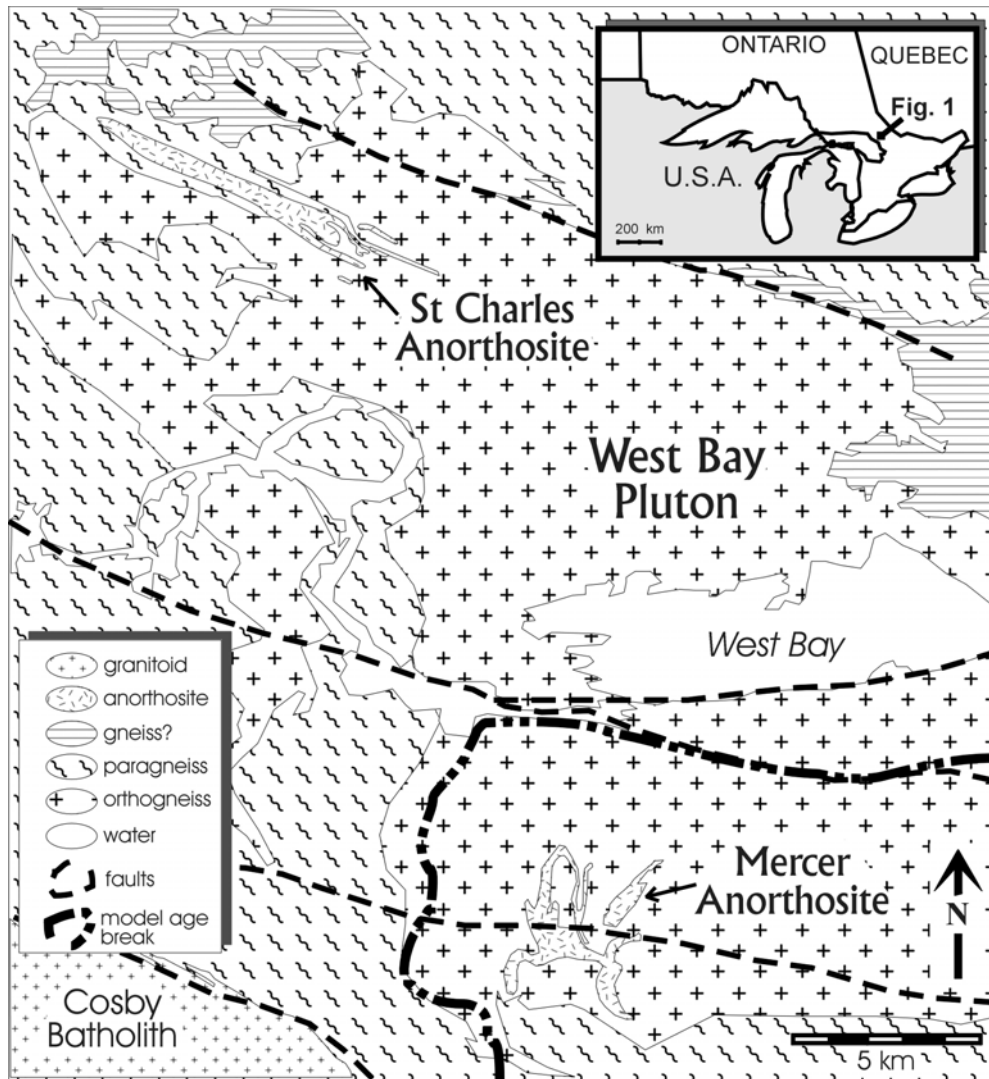 ONTARIO
QUEBEC
Fig. 1
U.S.A.
200 km
St Charles
Anorthosite
West Bay
Pluton
West Bay
granitoid
anorthosite
gneiss?
paragneiss
orthogneiss
water
faults
model age
break
Mercer
Anorthosite
N
Cosby
Batholith
5 km